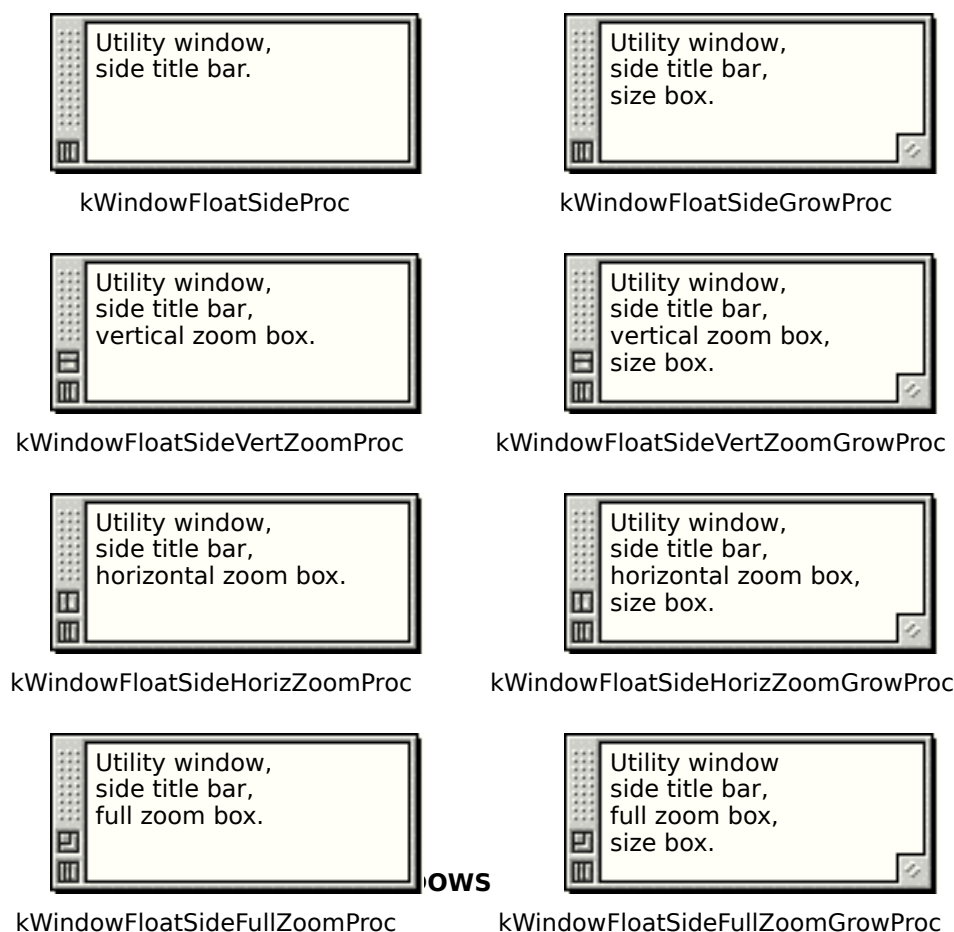 Utility window,
side title bar.
kWindowFloatSideProc
Utility window,
side title bar,
size box.
kWindowFloatSideGrowProc
Utility window,
side title bar,
vertical zoom box.
kWindowFloatSideVertZoomProc
Utility window,
side title bar,
vertical zoom box,
size box.
kWindowFloatSideVertZoomGrowProc
Utility window,
side title bar,
horizontal zoom box.
kWindowFloatSideHorizZoomProc
Utility window,
side title bar,
horizontal zoom box,
size box.
kWindowFloatSideHorizZoomGrowProc
Utility window,
side title bar,
full zoom box.
kWindowFloatSideFullZoomProc
Utility window
side title bar,
full zoom box,
size box.
kWindowFloatSideFullZoomGrowProc